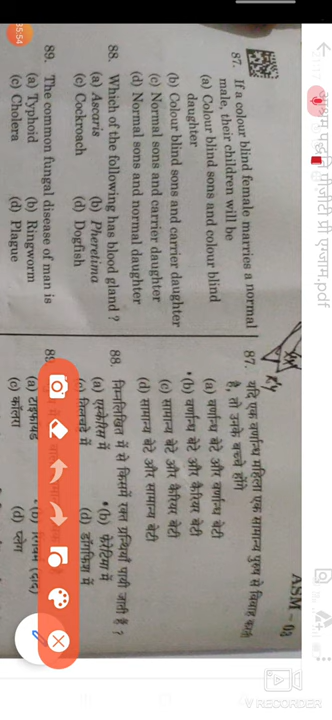 ASM – 03
87. If a colour blind female marries a normal
male, their children will be
(a) Colour blind sons and colour blind
daughter
(b) Colour blind sons and carrier daughter
(c) Normal sons and carrier daughter
(d) Normal sons and normal daughter
88. Which of the following has blood gland ?
(a) Ascaris (b) Pheretima
(c) Cockroach (d) Dogfish
89. The common fungal disease of man is
(a) Typhoid (b) Ringworm
(c) Cholera (d) Plague
87. यदि एक वर्णान्ध महिला एक सामान्य पुरुष से विवाह करती
है, तो उनके बच्चे होंगे
(a) वर्णान्ध बेटे और वर्णान्ध बेटी
(b) वर्णान्ध बेटे और कैरियर बेटी
(c) सामान्य बेटे और कैरियर बेटी
(d) सामान्य बेटे और सामान्य बेटी
88. निम्नलिखित में से किसमें रक्त ग्रन्थियाँ पायी जाती हैं ?
(a) एस्केरिस में (b) फेरेटिमा में
(d) डॉगफिश में
(a) टाइफायड (दाद)
(c) कॉलरा (d) प्लेग
35:54
.pdf
RECORDER